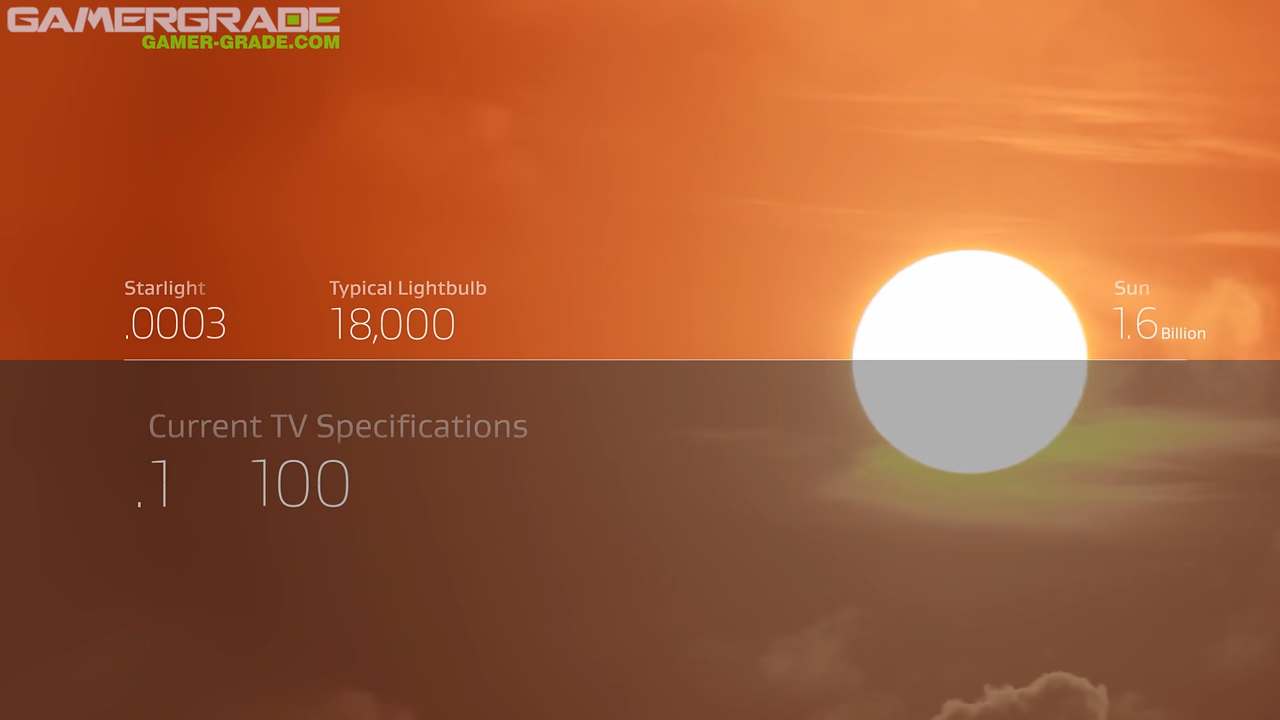 GAMERGRADE
GAMER-GRADE.COM
Starlight Typical Lightbulb Sun
.0003 18,000 1.6 Billion
Current TV Specifications
.1 100